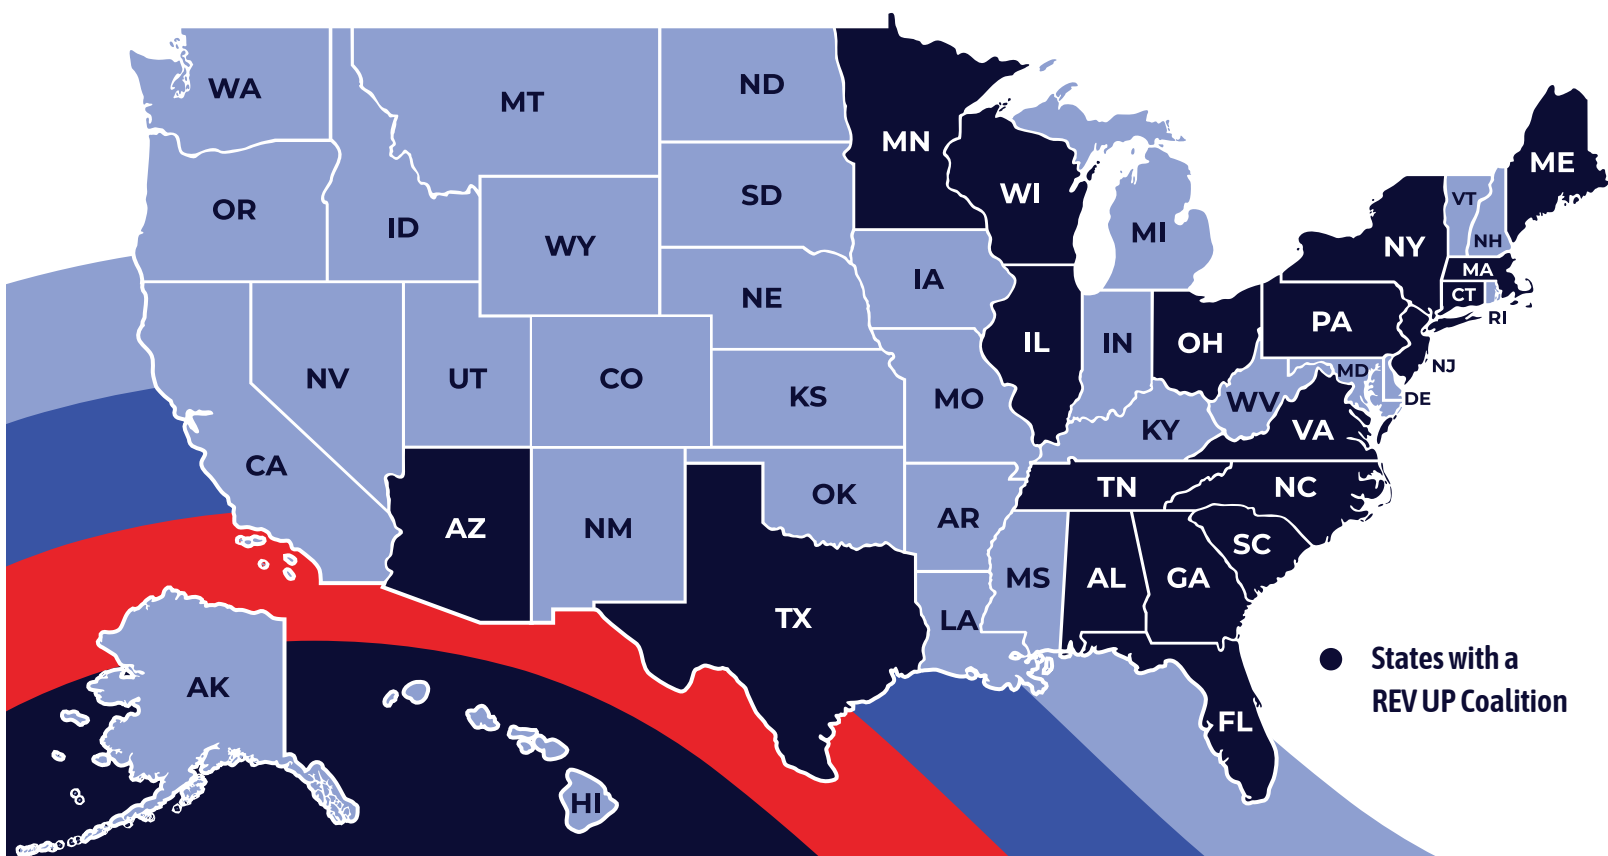 WA
MT
ND
MN
OR
ID
WY
SD
WI
MI
ME
VT
NH
NY
MA
CT
RI
NE
IA
PA
NJ
NV
UT
CO
KS
MO
IL
IN
OH
MD
DE
WV
VA
KY
CA
AZ
NM
OK
AR
TN
NC
SC
MS
AL
GA
TX
LA
FL
AK
HI
States with a
REV UP Coalition